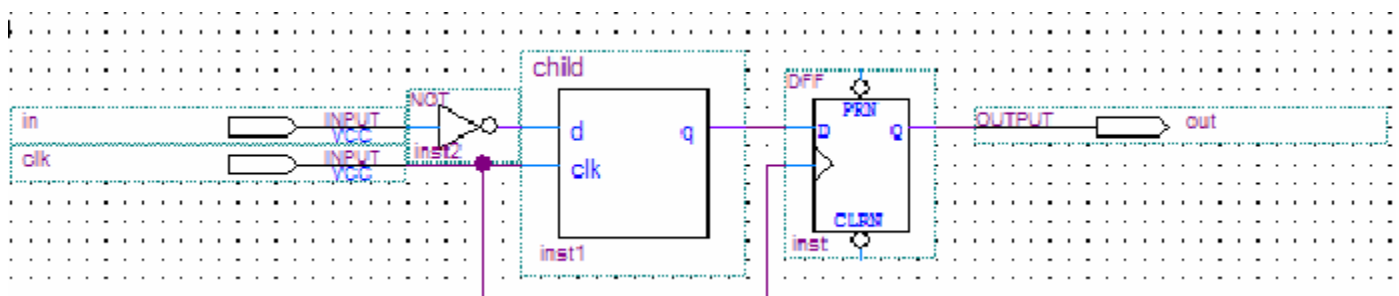 child
DFF
PRN
NOT
in INPUT VCC
inst2
d q
D Q
OUTPUT out
clk INPUT VCC
clk
CLRN
inst1
inst